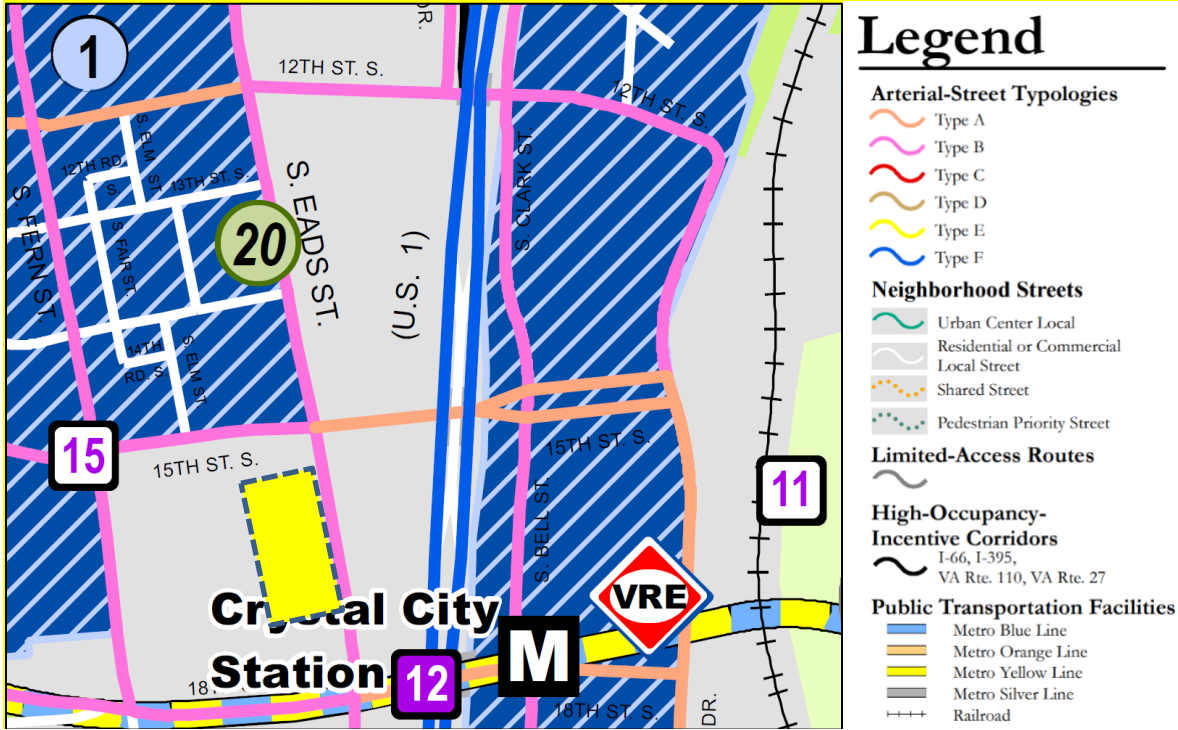 1
DR.
12TH ST. S.
12TH ST. S.
S. ELM ST.
12TH RD.
S.
13TH ST. S.
S. FERN ST.
S. FAIR ST.
20
S. EADS ST.
(U.S. 1)
S. CLARK ST.
14TH
RD. S.
S. ELM ST
15
15TH ST. S.
15TH ST. S.
11
S. BELL ST.
VRE
Crystal City
Station
M
12
18T
18TH ST. S.
DR.
Legend
Arterial-Street Typologies
Type A
Type B
Type C
Type D
Type E
Type F
Neighborhood Streets
Urban Center Local
Residential or Commercial
Local Street
Shared Street
Pedestrian Priority Street
Limited-Access Routes
High-Occupancy-
Incentive Corridors
I-66, I-395,
VA Rte. 110, VA Rte. 27
Public Transportation Facilities
Metro Blue Line
Metro Orange Line
Metro Yellow Line
Metro Silver Line
Railroad